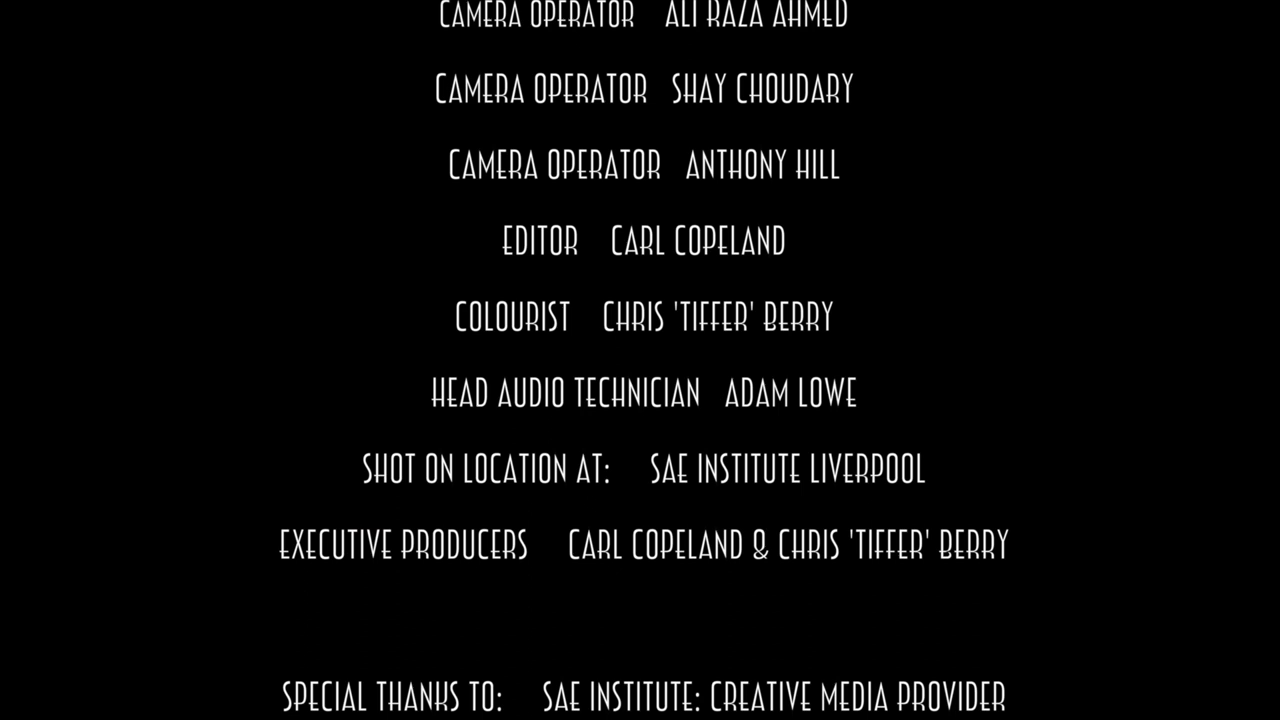 CAMERA OPERATOR ALI RAZA AHMED
CAMERA OPERATOR SHAY CHOUDARY
CAMERA OPERATOR ANTHONY HILL
EDITOR CARL COPELAND
COLOURIST CHRIS 'TIFFER' BERRY
HEAD AUDIO TECHNICIAN ADAM LOWE
SHOT ON LOCATION AT: SAE INSTITUTE LIVERPOOL
EXECUTIVE PRODUCERS CARL COPELAND & CHRIS 'TIFFER' BERRY
SPECIAL THANKS TO: SAE INSTITUTE: CREATIVE MEDIA PROVIDER